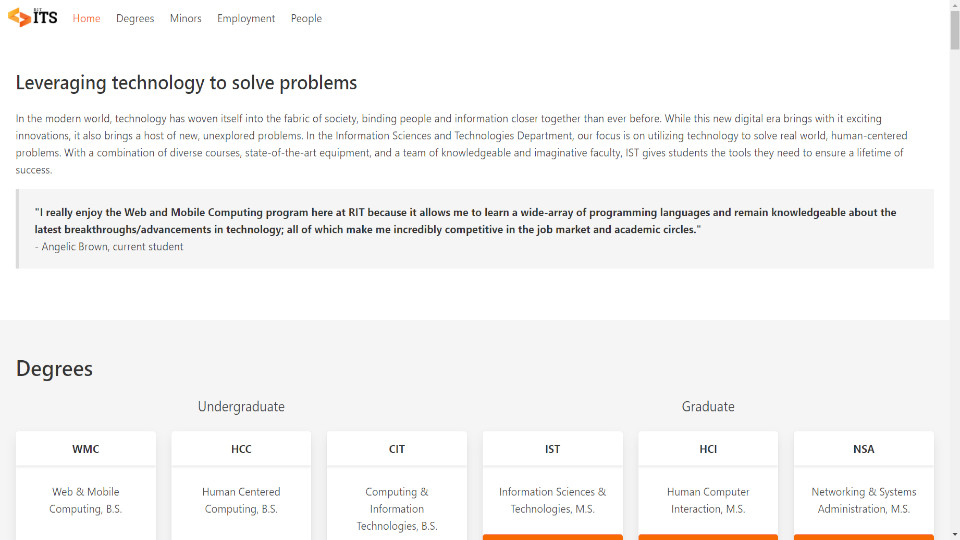 RIT
ITS
Home
Degrees
Minors
Employment
People
Leveraging technology to solve problems
In the modern world, technology has woven itself into the fabric of society, binding people and information closer together than ever before. While this new digital era brings with it exciting
innovations, it also brings a host of new, unexplored problems. In the Information Sciences and Technologies Department, our focus is on utilizing technology to solve real world, human-centered
problems. With a combination of diverse courses, state-of-the-art equipment, and a team of knowledgeable and imaginative faculty, IST gives students the tools they need to ensure a lifetime of
success.
"I really enjoy the Web and Mobile Computing program here at RIT because it allows me to learn a wide-array of programming languages and remain knowledgeable about the
latest breakthroughs/advancements in technology; all of which make me incredibly competitive in the job market and academic circles."
- Angelic Brown, current student
Degrees
Undergraduate
Graduate
WMC
Web & Mobile
Computing, B.S.
HCC
Human Centered
Computing, B.S.
CIT
Computing &
Information
Technologies, B.S.
IST
Information Sciences &
Technologies, M.S.
HCI
Human Computer
Interaction, M.S.
NSA
Networking & Systems
Administration, M.S.